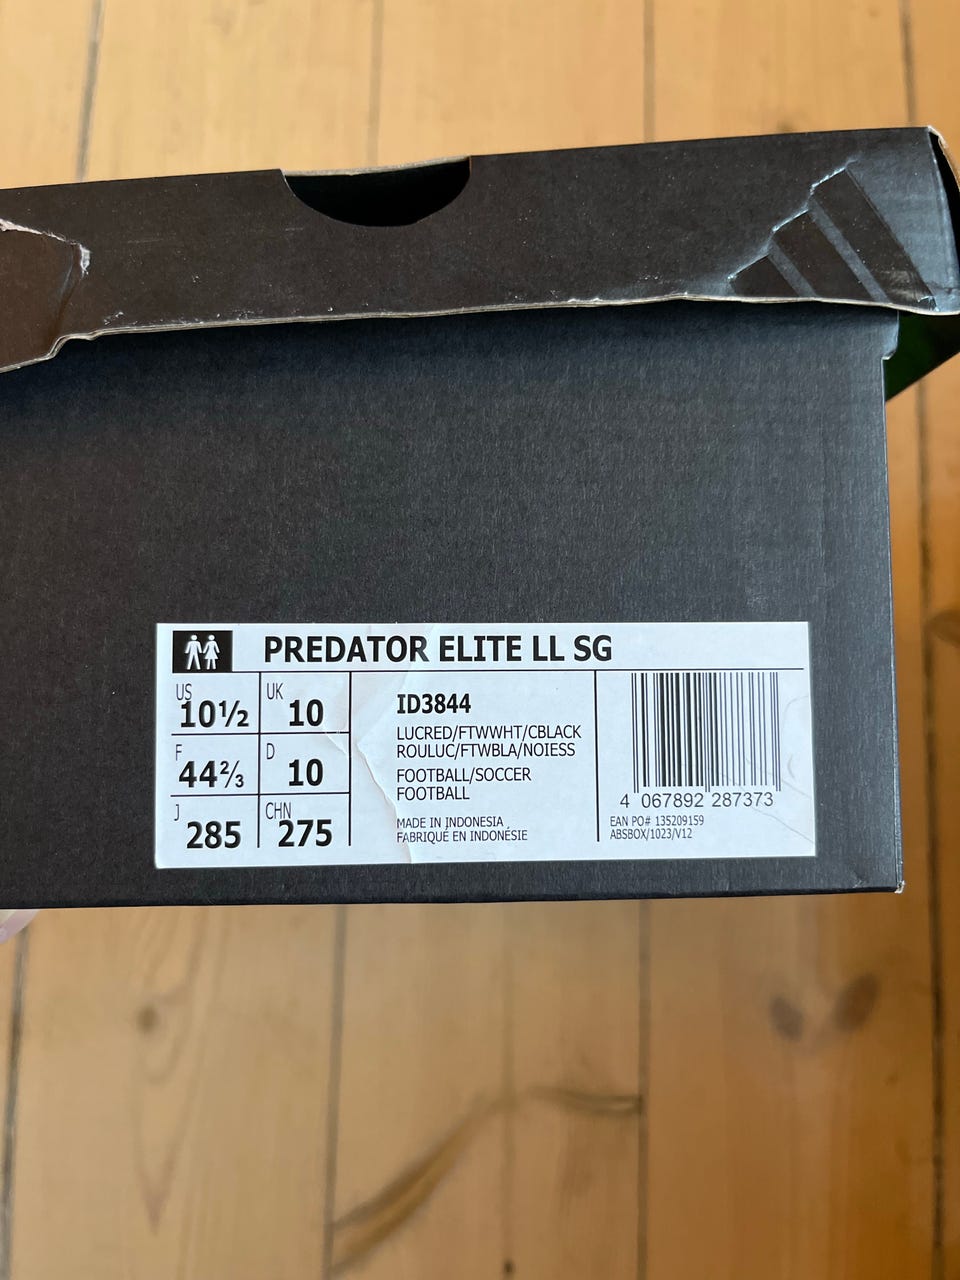 PREDATOR ELITE LL SG
US
10½
UK
10
F
44⅔
D
10
J
285
CHN
275
ID3844
LUCRED/FTWWHT/CBLACK
ROULUC/FTWBLA/NOIESS
FOOTBALL/SOCCER
FOOTBALL
MADE IN INDONESIA
FABRIQUÉ EN INDONÉSIE
4 067892 287373
EAN PO# 135209159
ABSBOX/1023/V12